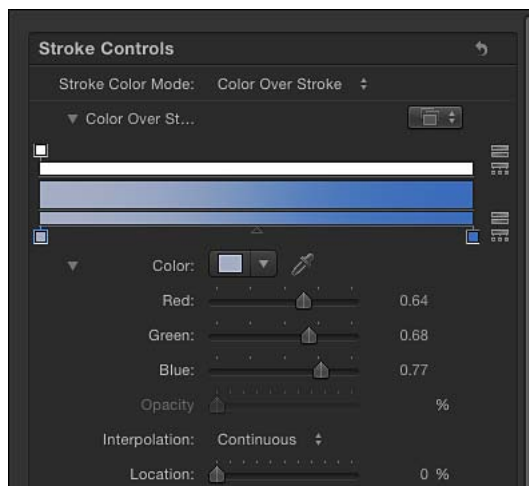 Stroke Controls
Stroke Color Mode: Color Over Stroke
Color Over St...
Color:
Red: 0.64
Green: 0.68
Blue: 0.77
Opacity %
Interpolation: Continuous
Location: 0 %